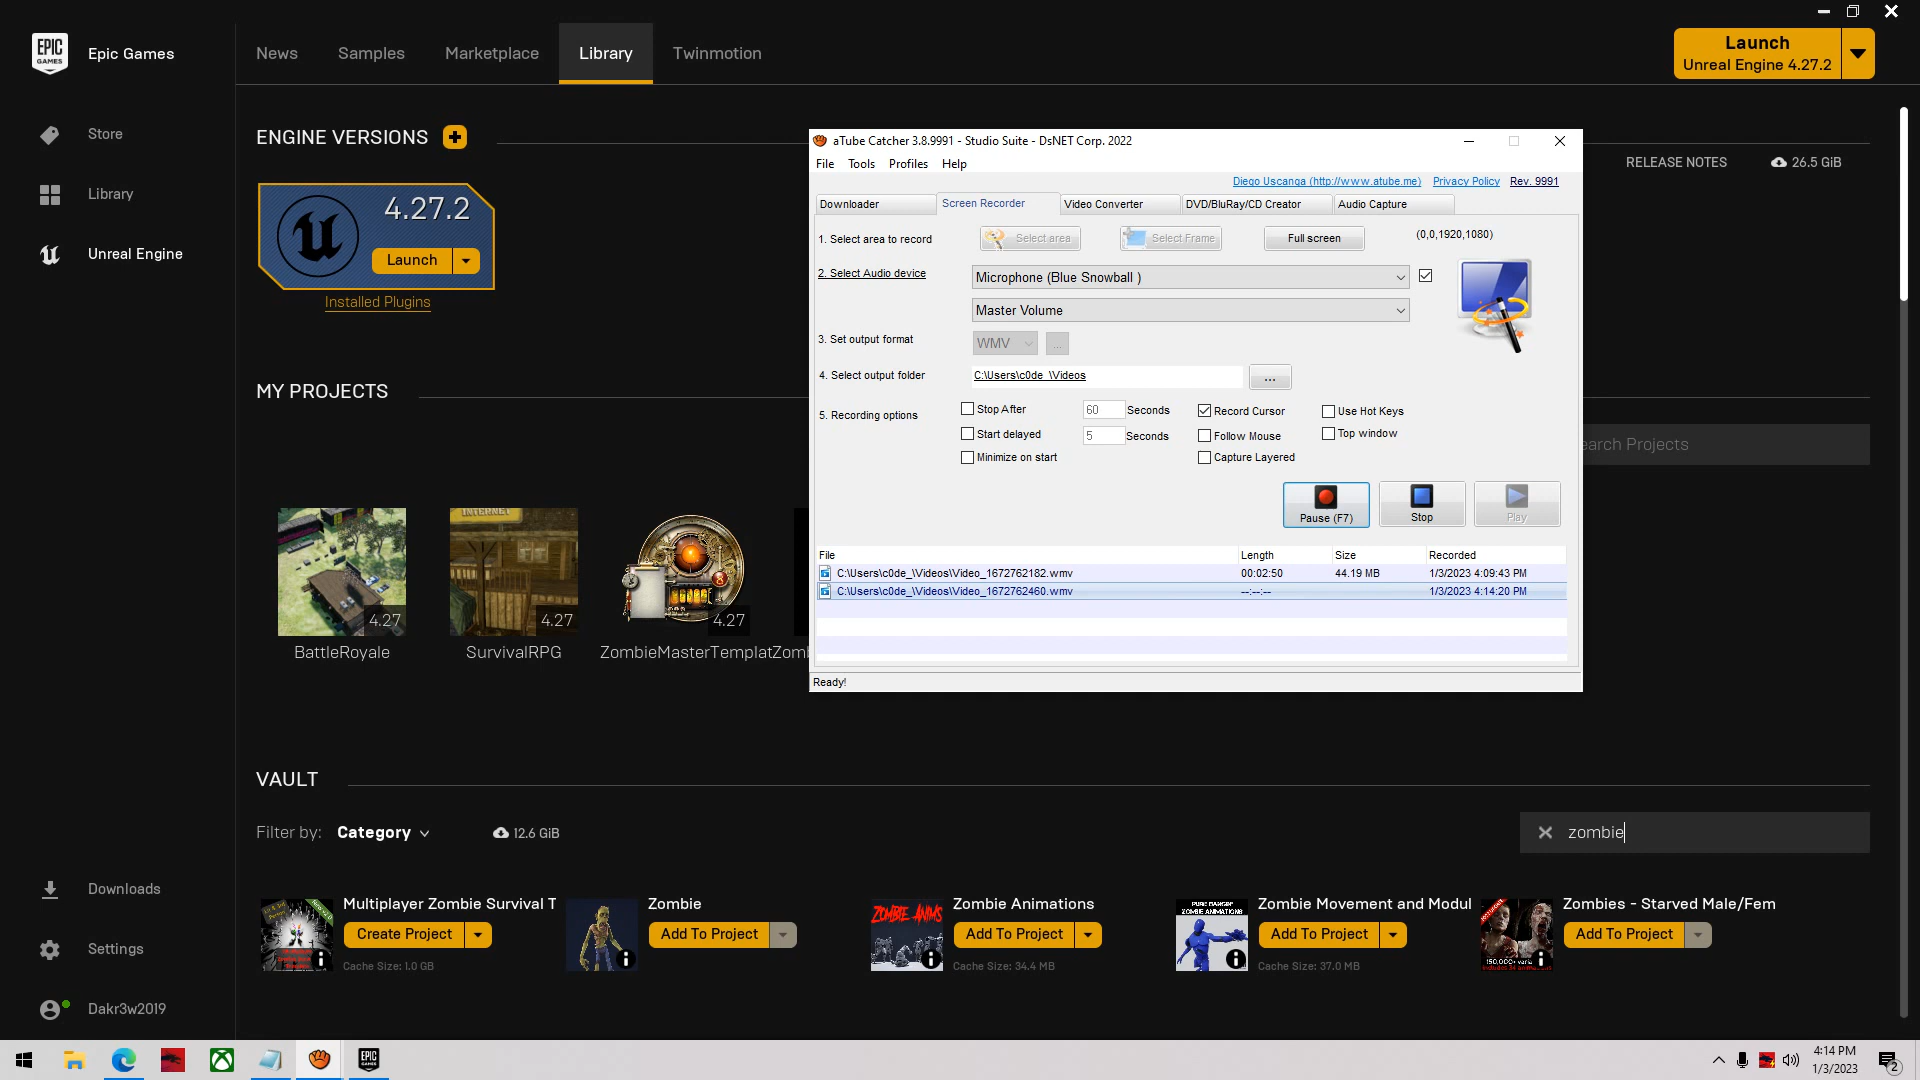 EPIC GAMES
Epic Games
News
Samples
Marketplace
Library
Twinmotion
Launch
Unreal Engine 4.27.2
Store
Library
Unreal Engine
ENGINE VERSIONS
RELEASE NOTES
26.5 GiB
4.27.2
Launch
Installed Plugins
MY PROJECTS
earch Projects
INTERNET
4.27
4.27
4.27
BattleRoyale
SurvivalRPG
ZombieMasterTemplat
Zomb
aTube Catcher 3.8.9991 - Studio Suite - DsNET Corp. 2022
File Tools Profiles Help
Diego Uscanga (http://www.atube.me) Privacy Policy Rev. 9991
Downloader
Screen Recorder
Video Converter
DVD/BluRay/CD Creator
Audio Capture
1. Select area to record
Select area
Select Frame
Full screen
(0,0,1920,1080)
2. Select Audio device
Microphone (Blue Snowball )
Master Volume
3. Set output format
WMV
...
4. Select output folder
C:\Users\c0de_\Videos
...
5. Recording options
Stop After
60
Seconds
Record Cursor
Use Hot Keys
Start delayed
5
Seconds
Follow Mouse
Top window
Minimize on start
Capture Layered
Pause (F7)
Stop
Play
File Length Size Recorded
C:\Users\c0de_\Videos\Video_1672762182.wmv 00:02:50 44.19 MB 1/3/2023 4:09:43 PM
C:\Users\c0de_\Videos\Video_1672762460.wmv --:--:-- 1/3/2023 4:14:20 PM
Ready!
VAULT
Filter by: Category
12.6 GiB
zombie
Multiplayer Zombie Survival T
Create Project
Cache Size: 1.0 GB
Zombie
Add To Project
ZOMBIE ANIMS
Zombie Animations
Add To Project
Cache Size: 34.4 MB
ZOMBIE ANIMATIONS
Zombie Movement and Modul
Add To Project
Cache Size: 37.0 MB
Zombies - Starved Male/Fem
Add To Project
Downloads
Settings
Dakr3w2019
EPIC GAMES
4:14 PM
1/3/2023
2